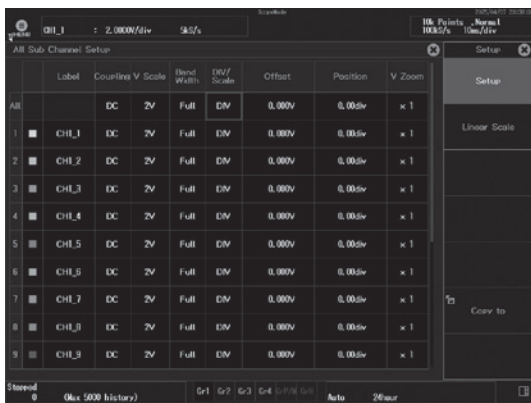 ScopeMode
MENU CH1_1 : 2.0000V/div 5kS/s
10k Points Normal
100kS/s 10ms/div
All Sub Channel Setup
Label Coupling V Scale Band Width DIV/Scale Offset Position V Zoom
All DC 2V Full DIV 0.000V 0.00div × 1
1 CH1_1 DC 2V Full DIV 0.000V 0.00div × 1
2 CH1_2 DC 2V Full DIV 0.000V 0.00div × 1
3 CH1_3 DC 2V Full DIV 0.000V 0.00div × 1
4 CH1_4 DC 2V Full DIV 0.000V 0.00div × 1
5 CH1_5 DC 2V Full DIV 0.000V 0.00div × 1
6 CH1_6 DC 2V Full DIV 0.000V 0.00div × 1
7 CH1_7 DC 2V Full DIV 0.000V 0.00div × 1
8 CH1_8 DC 2V Full DIV 0.000V 0.00div × 1
9 CH1_9 DC 2V Full DIV 0.000V 0.00div × 1
Setup
Setup
Linear Scale
Copy to
Stopped
0 (Max 5000 history) Gr1 Gr2 Gr3 Gr4 Auto 24hour